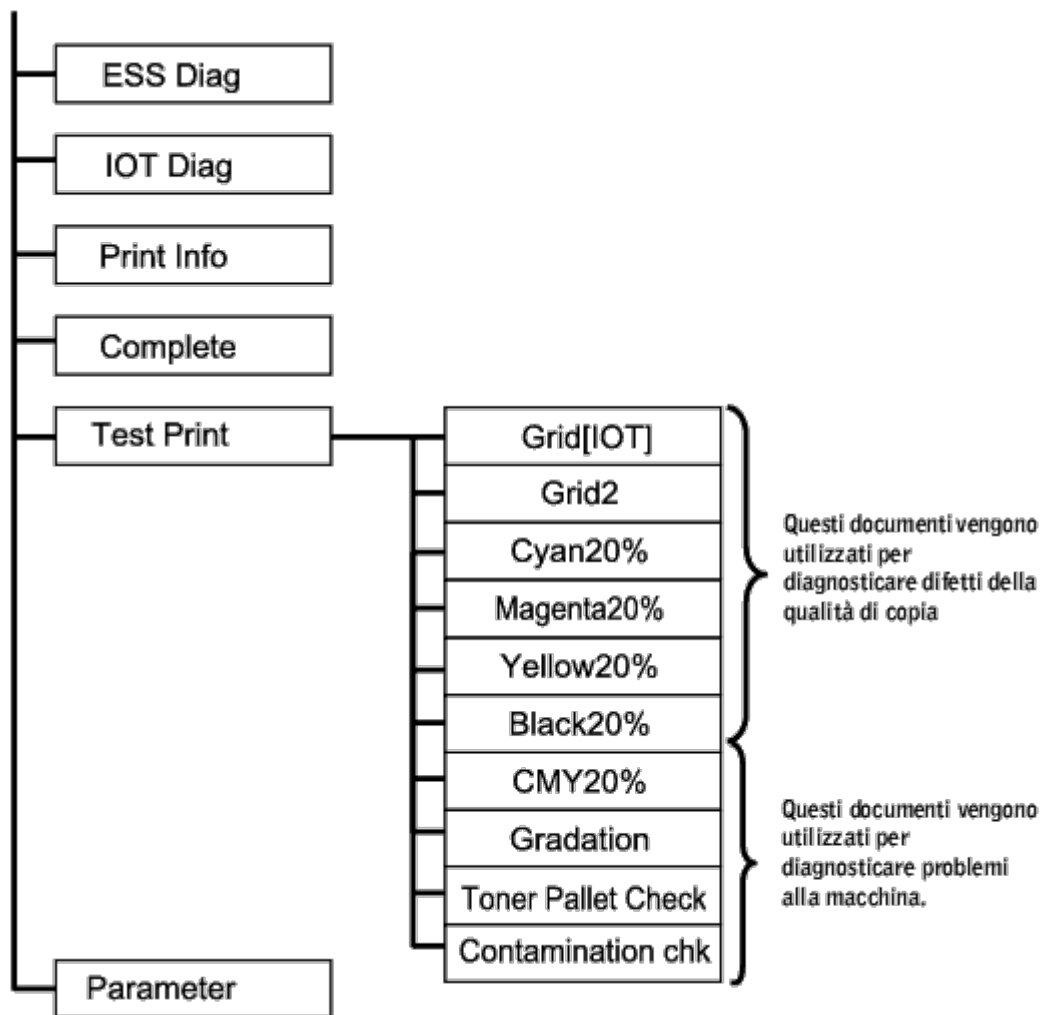 ESS Diag
IOT Diag
Print Info
Complete
Test Print
Grid[IOT]
Grid2
Cyan20%
Magenta20%
Yellow20%
Black20%
CMY20%
Gradation
Toner Pallet Check
Contamination chk
Questi documenti vengono
utilizzati per
diagnosticare difetti della
qualità di copia
Questi documenti vengono
utilizzati per
diagnosticare problemi
alla macchina.
Parameter